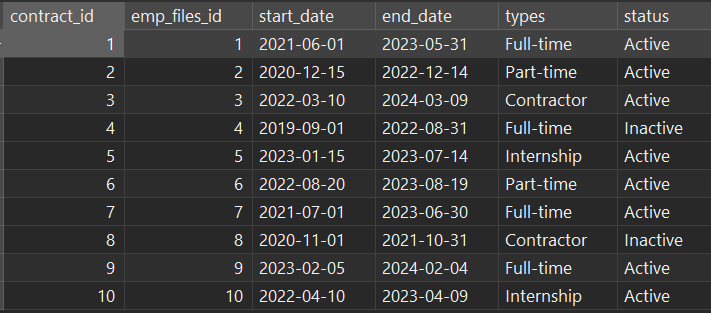 contract_id emp_files_id start_date end_date types status
1 1 2021-06-01 2023-05-31 Full-time Active
2 2 2020-12-15 2022-12-14 Part-time Active
3 3 2022-03-10 2024-03-09 Contractor Active
4 4 2019-09-01 2022-08-31 Full-time Inactive
5 5 2023-01-15 2023-07-14 Internship Active
6 6 2022-08-20 2023-08-19 Part-time Active
7 7 2021-07-01 2023-06-30 Full-time Active
8 8 2020-11-01 2021-10-31 Contractor Inactive
9 9 2023-02-05 2024-02-04 Full-time Active
10 10 2022-04-10 2023-04-09 Internship Active